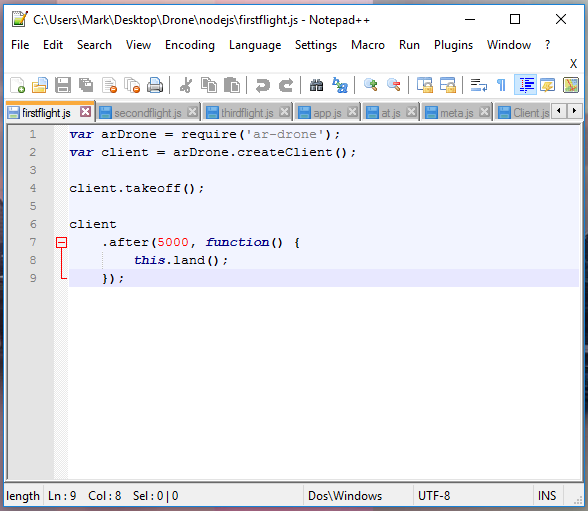 C:\Users\Mark\Desktop\Drone\nodejs\firstflight.js - Notepad++
File Edit Search View Encoding Language Settings Macro Run Plugins Window ?
X
firstflight.js secondflight.js thirdflight.js app.js at.js meta.js Client.js
1 var arDrone = require('ar-drone');
2 var client = arDrone.createClient();
3
4 client.takeoff();
5
6 client
7 .after(5000, function() {
8 this.land();
9 });
length Ln : 9 Col : 8 Sel : 0 | 0 Dos\Windows UTF-8 INS